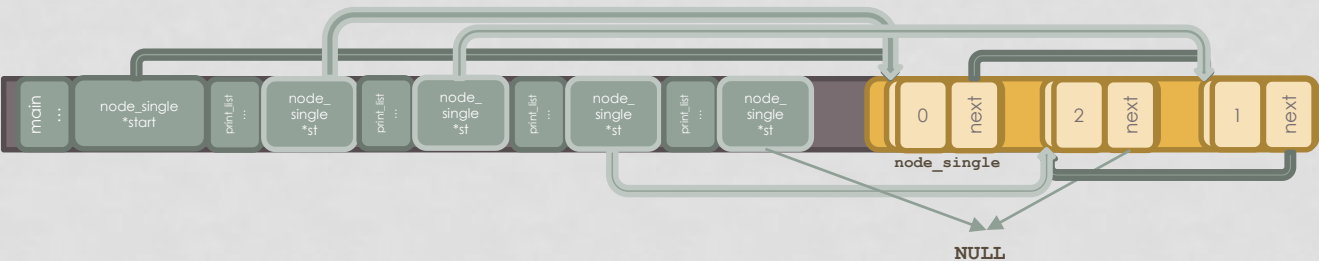 main
…
node_single
*start
print_list
…
node_
single
*st
print_list
…
node_
single
*st
print_list
…
node_
single
*st
print_list
…
node_
single
*st
0
next
2
next
1
next
node_single
NULL